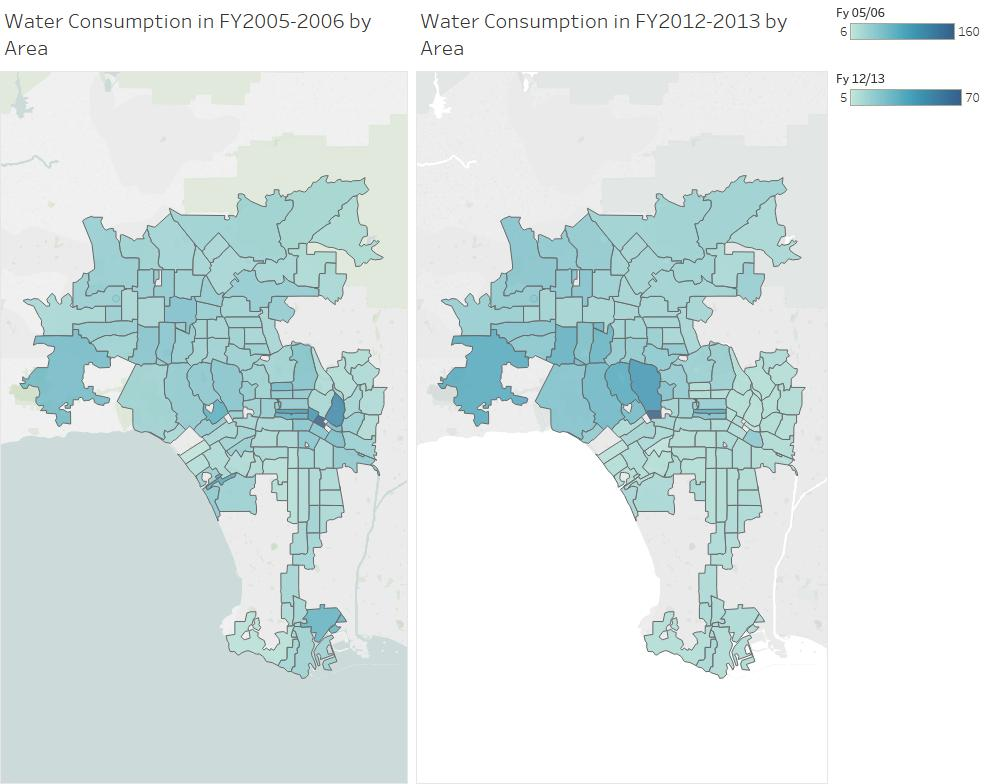 Water Consumption in FY2005-2006 by
Area
Water Consumption in FY2012-2013 by
Area
Fy 05/06
6 160
Fy 12/13
5 70